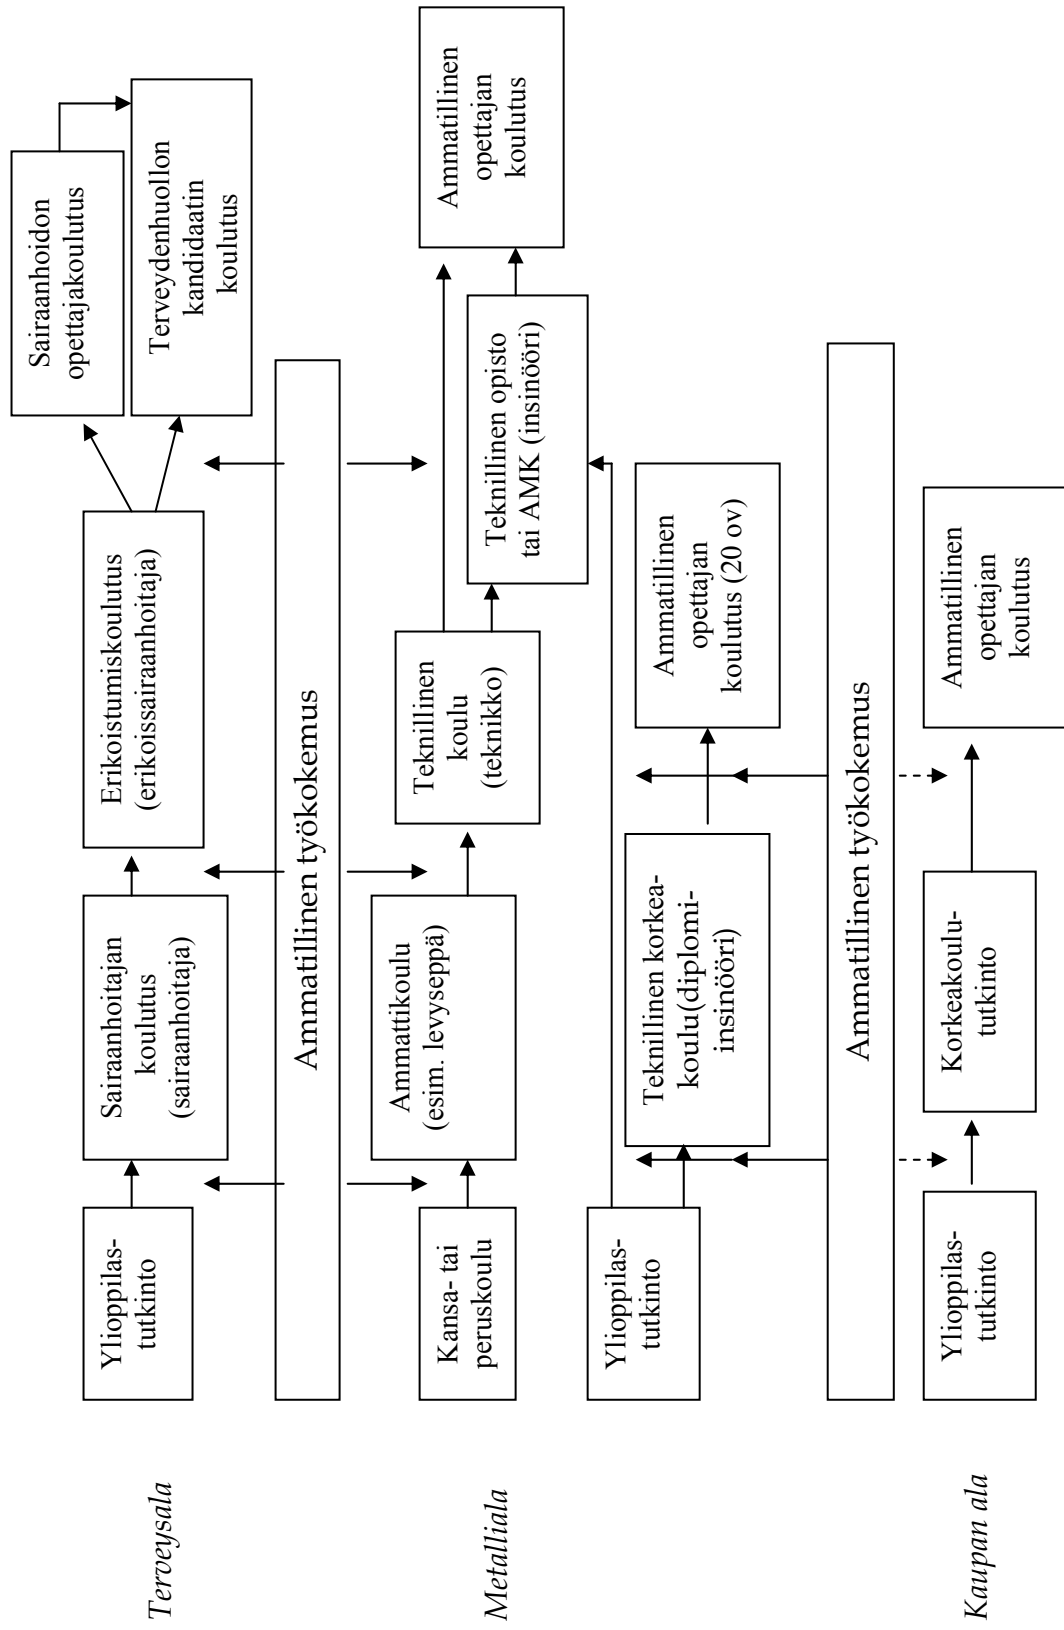 Terveysala
Ylioppilas-
tutkinto
Sairaanhoitajan
koulutus
(sairaanhoitaja)
Erikoistumiskoulutus
(erikoissairaanhoitaja)
Sairaanhoidon
opettajakoulutus
Terveydenhuollon
kandidaatin
koulutus
Ammatillinen työkokemus
Metalliala
Kansa- tai
peruskoulu
Ammattikoulu
(esim. levyseppä)
Teknillinen
koulu
(teknikko)
Teknillinen opisto
tai AMK (insinööri)
Ammatillinen
opettajan
koulutus
Ylioppilas-
tutkinto
Teknillinen korkea-
koulu(diplomi-
insinööri)
Ammatillinen
opettajan
koulutus (20 ov)
Ammatillinen työkokemus
Kaupan ala
Ylioppilas-
tutkinto
Korkeakoulu-
tutkinto
Ammatillinen
opettajan
koulutus